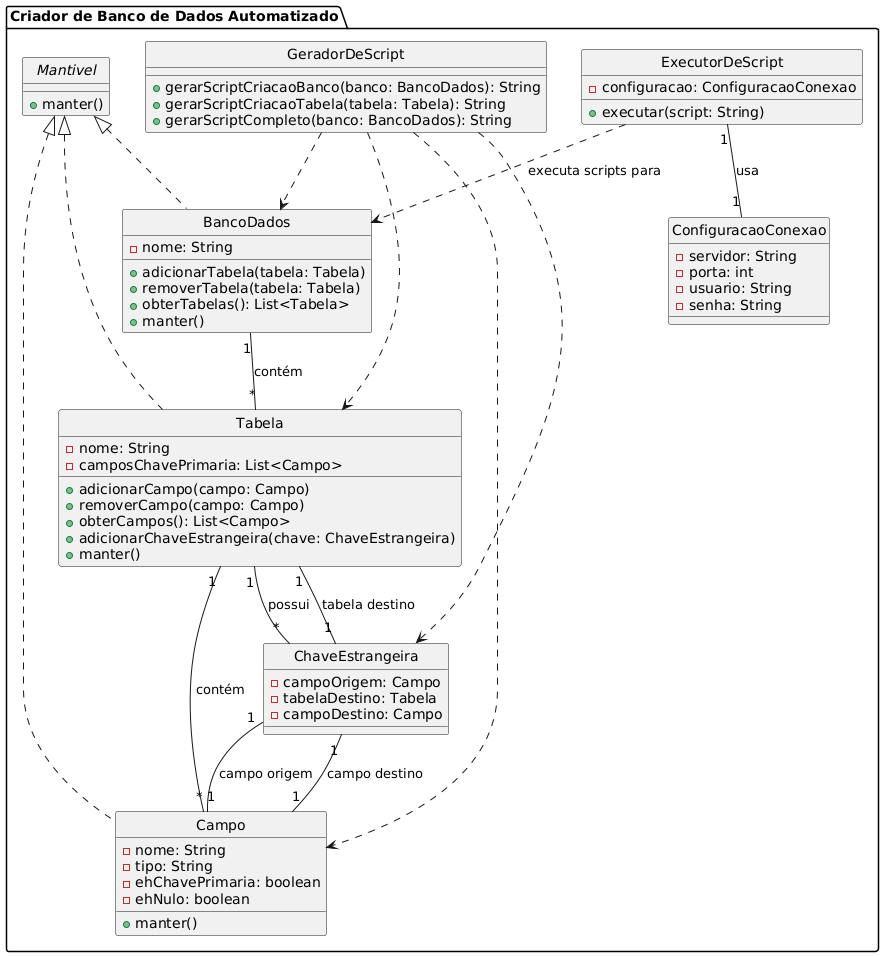 Criador de Banco de Dados Automatizado
Mantivel
manter()
GeradorDeScript
gerarScriptCriacaoBanco(banco: BancoDados): String
gerarScriptCriacaoTabela(tabela: Tabela): String
gerarScriptCompleto(banco: BancoDados): String
ExecutorDeScript
configuracao: ConfiguracaoConexao
executar(script: String)
1
usa
1
executa scripts para
ConfiguracaoConexao
servidor: String
porta: int
usuario: String
senha: String
BancoDados
nome: String
adicionarTabela(tabela: Tabela)
removerTabela(tabela: Tabela)
obterTabelas(): List<Tabela>
manter()
1
contém
*
Tabela
nome: String
camposChavePrimaria: List<Campo>
adicionarCampo(campo: Campo)
removerCampo(campo: Campo)
obterCampos(): List<Campo>
adicionarChaveEstrangeira(chave: ChaveEstrangeira)
manter()
1 1 1
possui tabela destino
* 1
ChaveEstrangeira
campoOrigem: Campo
tabelaDestino: Tabela
campoDestino: Campo
contém
1 1
campo origem campo destino
* 1 1
Campo
nome: String
tipo: String
ehChavePrimaria: boolean
ehNulo: boolean
manter()